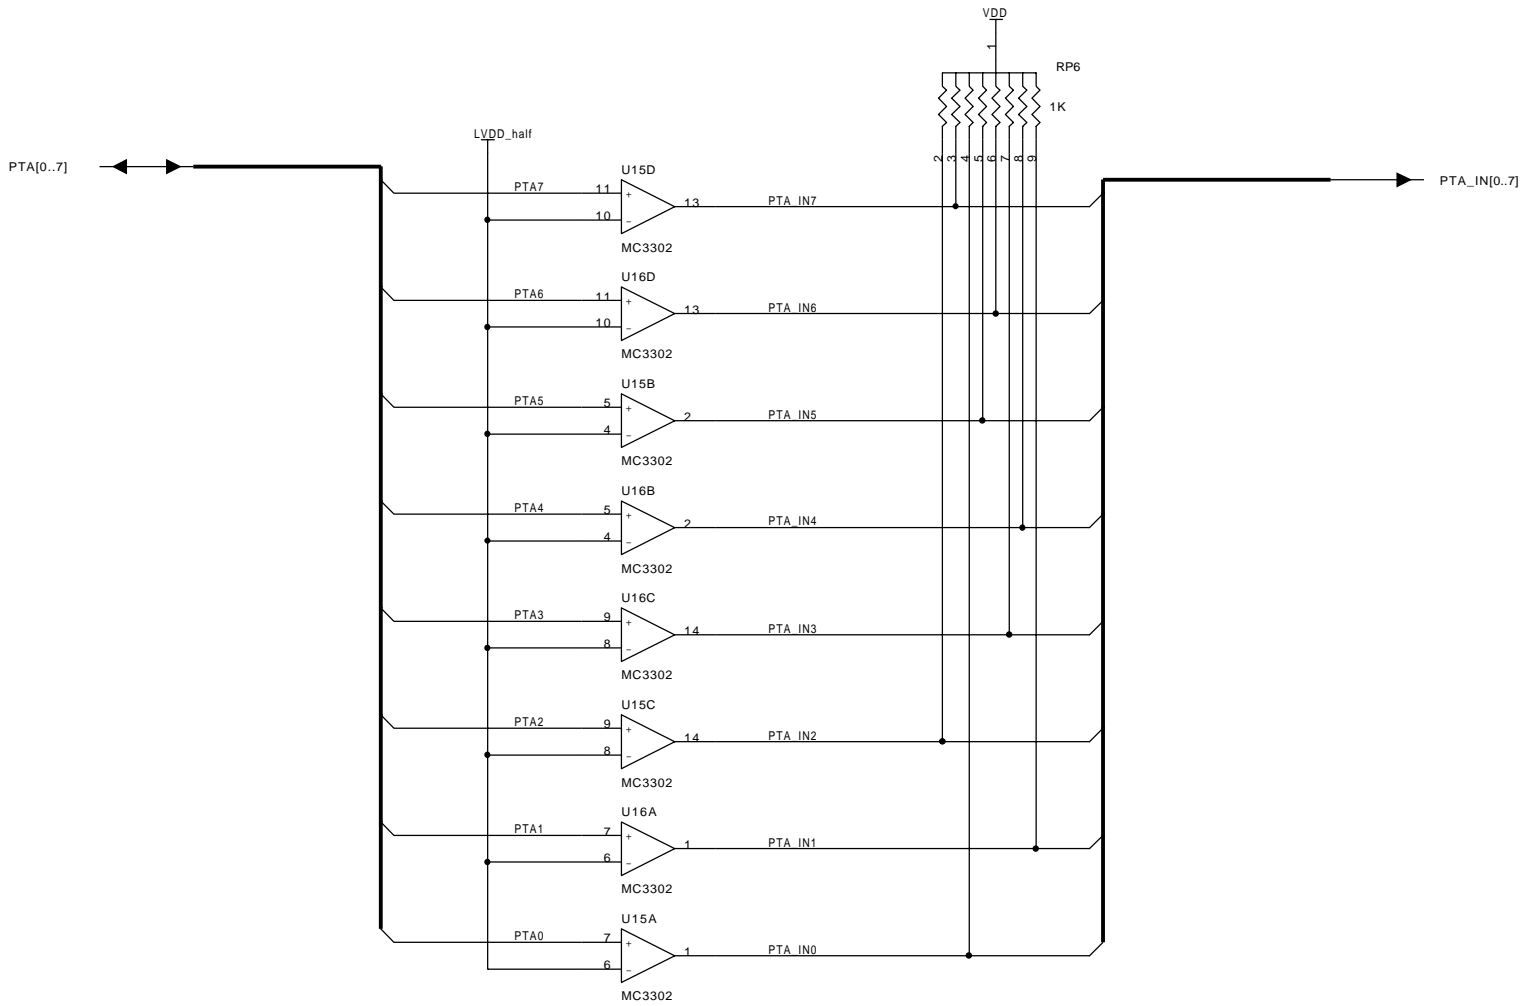 VDD
1
RP6
1K
LVDD_half
2 3 4 5 6 7 8 9
PTA[0..7]
PTA_IN[0..7]
U15D
PTA7 11 + 13 PTA_IN7
10 -
MC3302
U16D
PTA6 11 + 13 PTA_IN6
10 -
MC3302
U15B
PTA5 5 + 2 PTA_IN5
4 -
MC3302
U16B
PTA4 5 + 2 PTA_IN4
4 -
MC3302
U16C
PTA3 9 + 14 PTA_IN3
8 -
MC3302
U15C
PTA2 9 + 14 PTA_IN2
8 -
MC3302
U16A
PTA1 7 + 1 PTA_IN1
6 -
MC3302
U15A
PTA0 7 + 1 PTA_IN0
6 -
MC3302